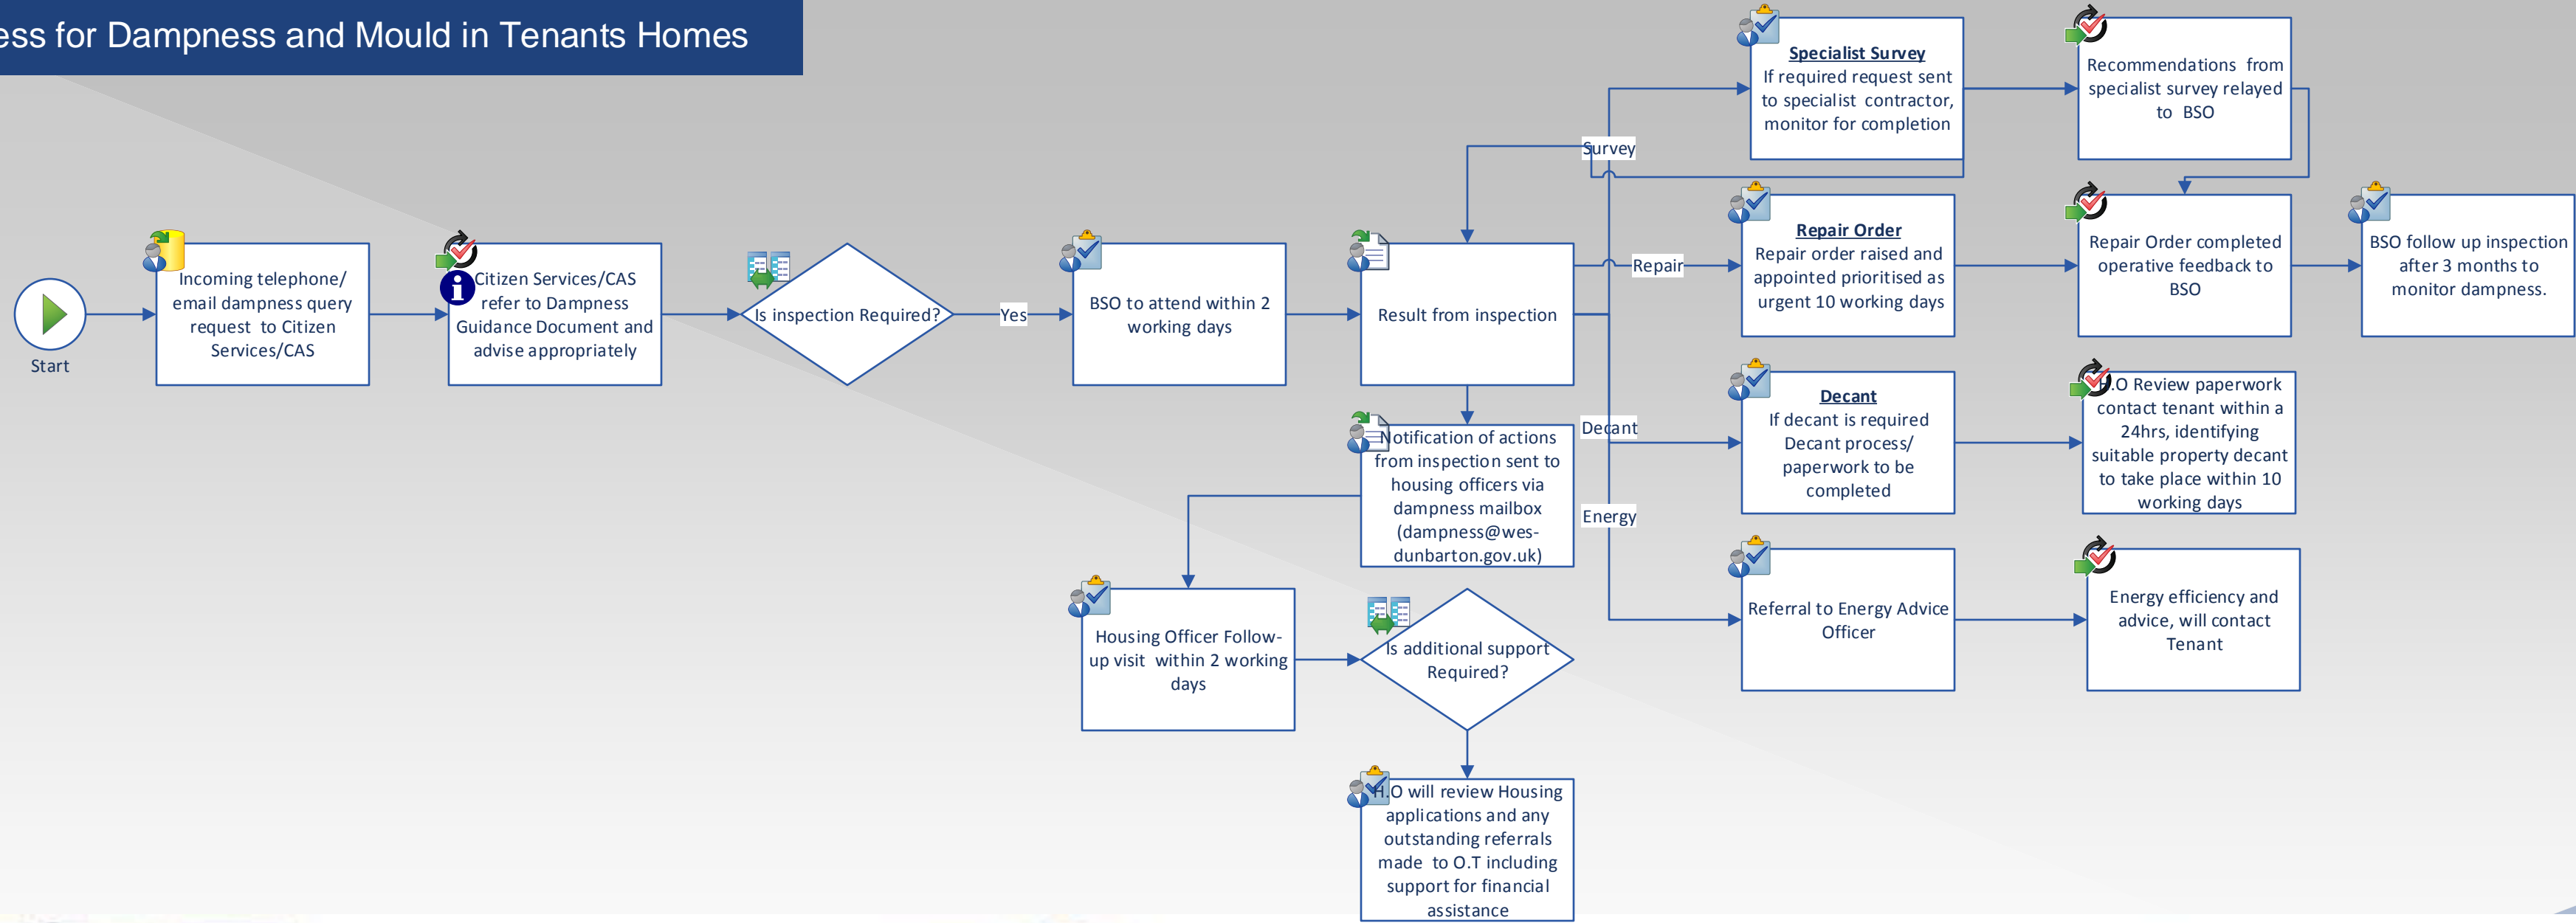 ess for Dampness and Mould in Tenants Homes
Start
Incoming telephone/
email dampness query
request to Citizen
Services/CAS
Citizen Services/CAS
refer to Dampness
Guidance Document and
advise appropriately
Is inspection Required?
Yes
BSO to attend within 2
working days
Result from inspection
Notification of actions
from inspection sent to
housing officers via
dampness mailbox
(dampness@wes-
dunbarton.gov.uk)
Housing Officer Follow-
up visit within 2 working
days
Is additional support
Required?
H.O will review Housing
applications and any
outstanding referrals
made to O.T including
support for financial
assistance
Survey
Specialist Survey
If required request sent
to specialist contractor,
monitor for completion
Recommendations from
specialist survey relayed
to BSO
Repair
Repair Order
Repair order raised and
appointed prioritised as
urgent 10 working days
Repair Order completed
operative feedback to
BSO
BSO follow up inspection
after 3 months to
monitor dampness.
Decant
Decant
If decant is required
Decant process/
paperwork to be
completed
H.O Review paperwork
contact tenant within a
24hrs, identifying
suitable property decant
to take place within 10
working days
Energy
Referral to Energy Advice
Officer
Energy efficiency and
advice, will contact
Tenant